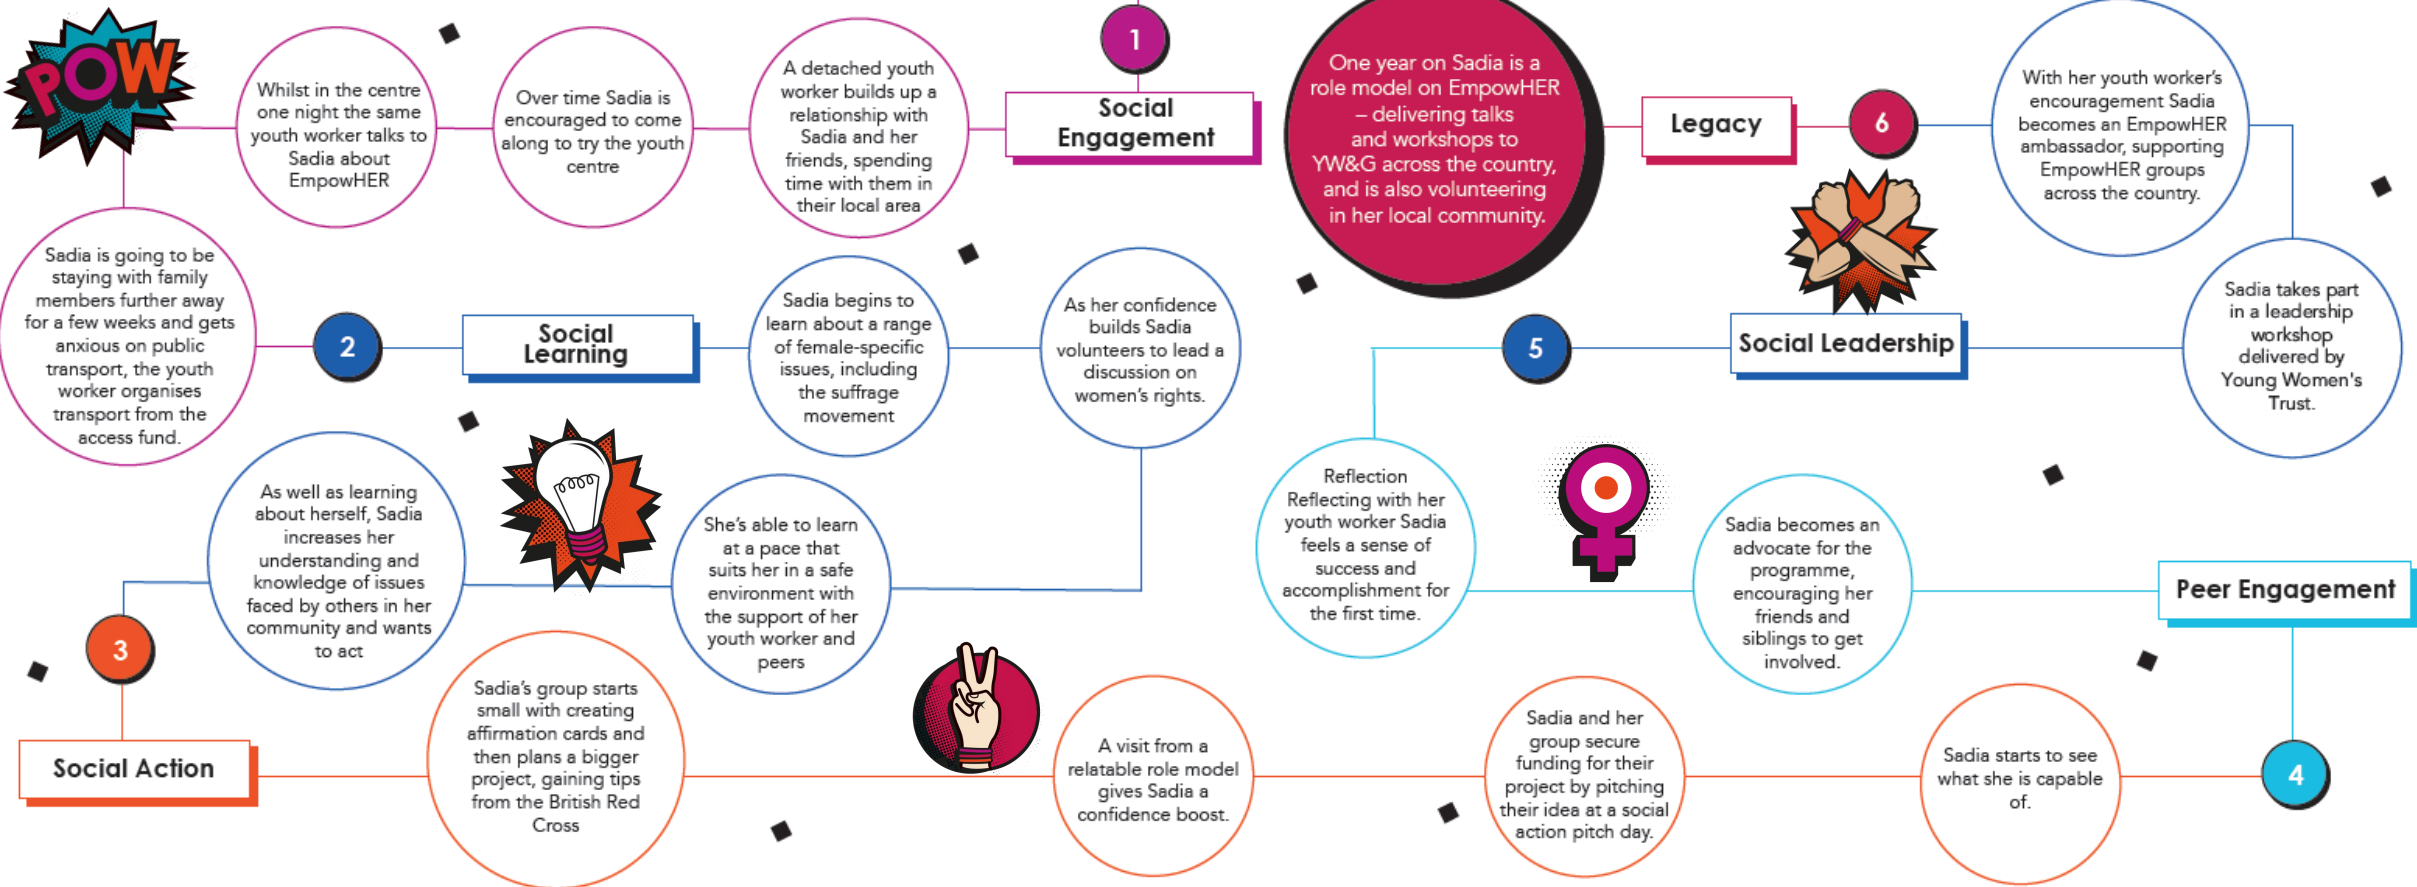 1
Social
Engagement
A detached youth
worker builds up a
relationship with
Sadia and her
friends, spending
time with them in
their local area
Over time Sadia is
encouraged to come
along to try the youth
centre
Whilst in the centre
one night the same
youth worker talks to
Sadia about
EmpowHER
POW
Sadia is going to be
staying with family
members further away
for a few weeks and gets
anxious on public
transport, the youth
worker organises
transport from the
access fund.
2
Social
Learning
Sadia begins to
learn about a range
of female-specific
issues, including
the suffrage
movement
As her confidence
builds Sadia
volunteers to lead a
discussion on
women's rights.
She's able to learn
at a pace that
suits her in a safe
environment with
the support of her
youth worker and
peers
As well as learning
about herself, Sadia
increases her
understanding and
knowledge of issues
faced by others in her
community and wants
to act
3
Social Action
Sadia's group starts
small with creating
affirmation cards and
then plans a bigger
project, gaining tips
from the British Red
Cross
A visit from a
relatable role model
gives Sadia a
confidence boost.
Sadia and her
group secure
funding for their
project by pitching
their idea at a social
action pitch day.
Sadia starts to see
what she is capable
of.
4
Peer Engagement
Sadia becomes an
advocate for the
programme,
encouraging her
friends and
siblings to get
involved.
Reflection
Reflecting with her
youth worker Sadia
feels a sense of
success and
accomplishment for
the first time.
5
Social Leadership
Sadia takes part
in a leadership
workshop
delivered by
Young Women's
Trust.
With her youth worker's
encouragement Sadia
becomes an EmpowHER
ambassador, supporting
EmpowHER groups
across the country.
6
Legacy
One year on Sadia is a
role model on EmpowHER
– delivering talks
and workshops to
YW&G across the country,
and is also volunteering
in her local community.